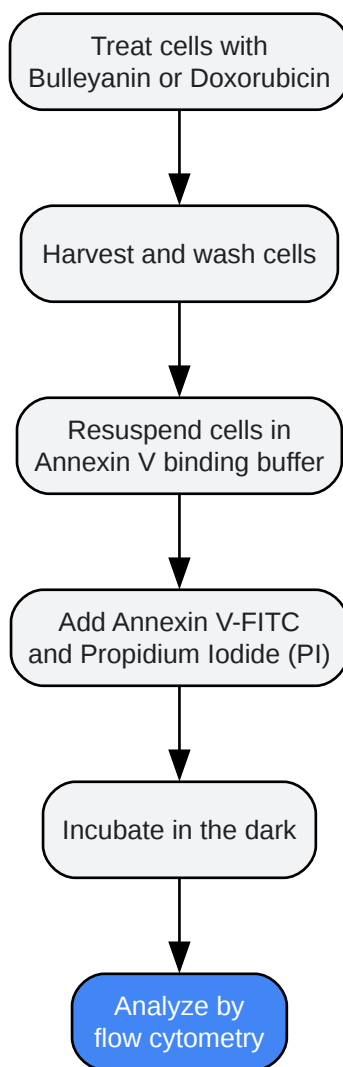 Treat cells with
Bulleyanin or Doxorubicin
Harvest and wash cells
Resuspend cells in
Annexin V binding buffer
Add Annexin V-FITC
and Propidium Iodide (PI)
Incubate in the dark
Analyze by
flow cytometry